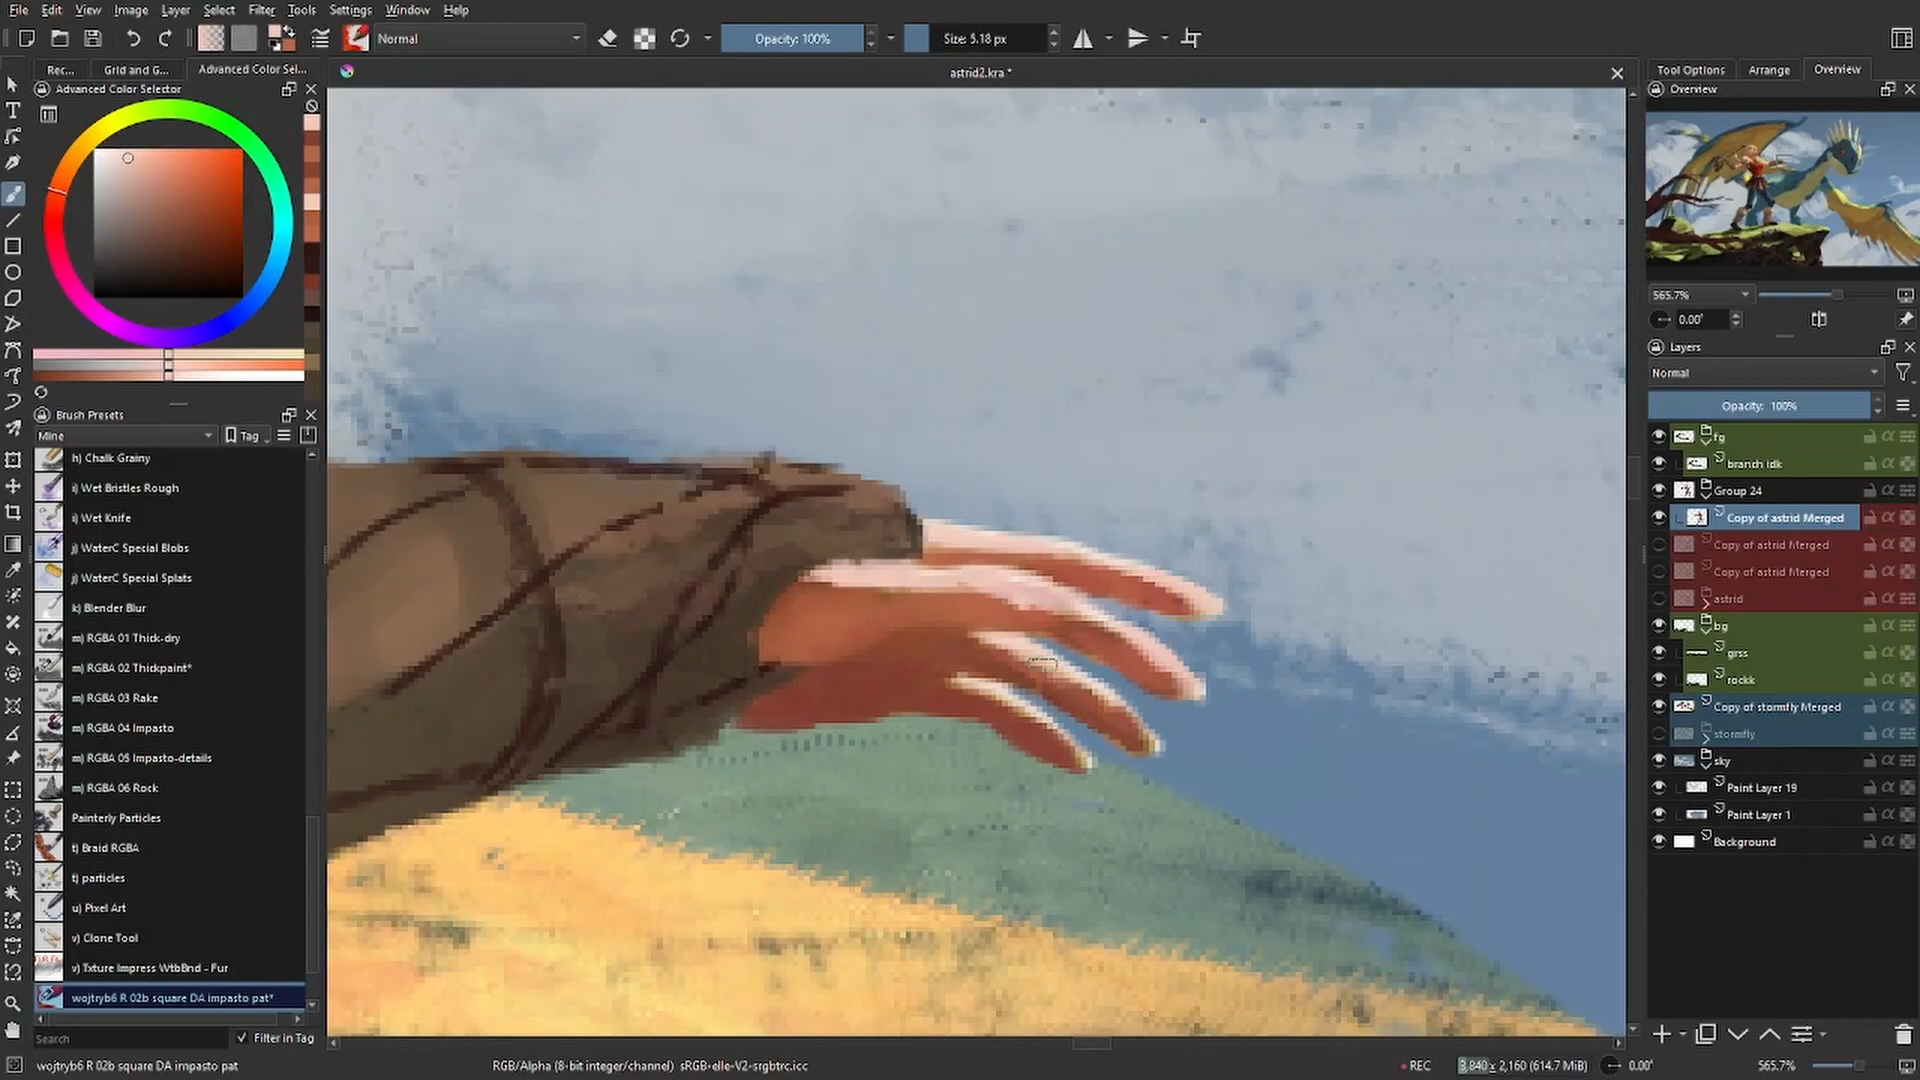 File Edit View Image Layer Select Filter Tools Settings Window Help
Normal
Opacity: 100%
Size: 5.18 px
Rec...
Grid and G...
Advanced Color Sel...
astrid2.kra *
Tool Options
Arrange
Overview
Advanced Color Selector
Overview
565.7%
0.00°
Layers
Normal
Opacity: 100%
fg
branch idk
Group 24
Copy of astrid Merged
Copy of astrid Merged
Copy of astrid Merged
astrid
bg
grss
rockk
Copy of stormfly Merged
stormfly
sky
Paint Layer 19
Paint Layer 1
Background
Brush Presets
Mine
Tag
h) Chalk Grainy
i) Wet Bristles Rough
i) Wet Knife
j) WaterC Special Blobs
j) WaterC Special Splats
k) Blender Blur
m) RGBA 01 Thick-dry
m) RGBA 02 Thickpaint*
m) RGBA 03 Rake
m) RGBA 04 Impasto
m) RGBA 05 Impasto-details
m) RGBA 06 Rock
Painterly Particles
t) Braid RGBA
t) particles
u) Pixel Art
v) Clone Tool
v) Txture Impress WtbBnd - Fur
wojtryb6 R 02b square DA impasto pat*
Search
Filter in Tag
wojtryb6 R 02b square DA impasto pat
RGB/Alpha (8-bit integer/channel) sRGB-elle-V2-srgbtrc.icc
REC
3,840 x 2,160 (614.7 MiB)
0.00°
565.7%